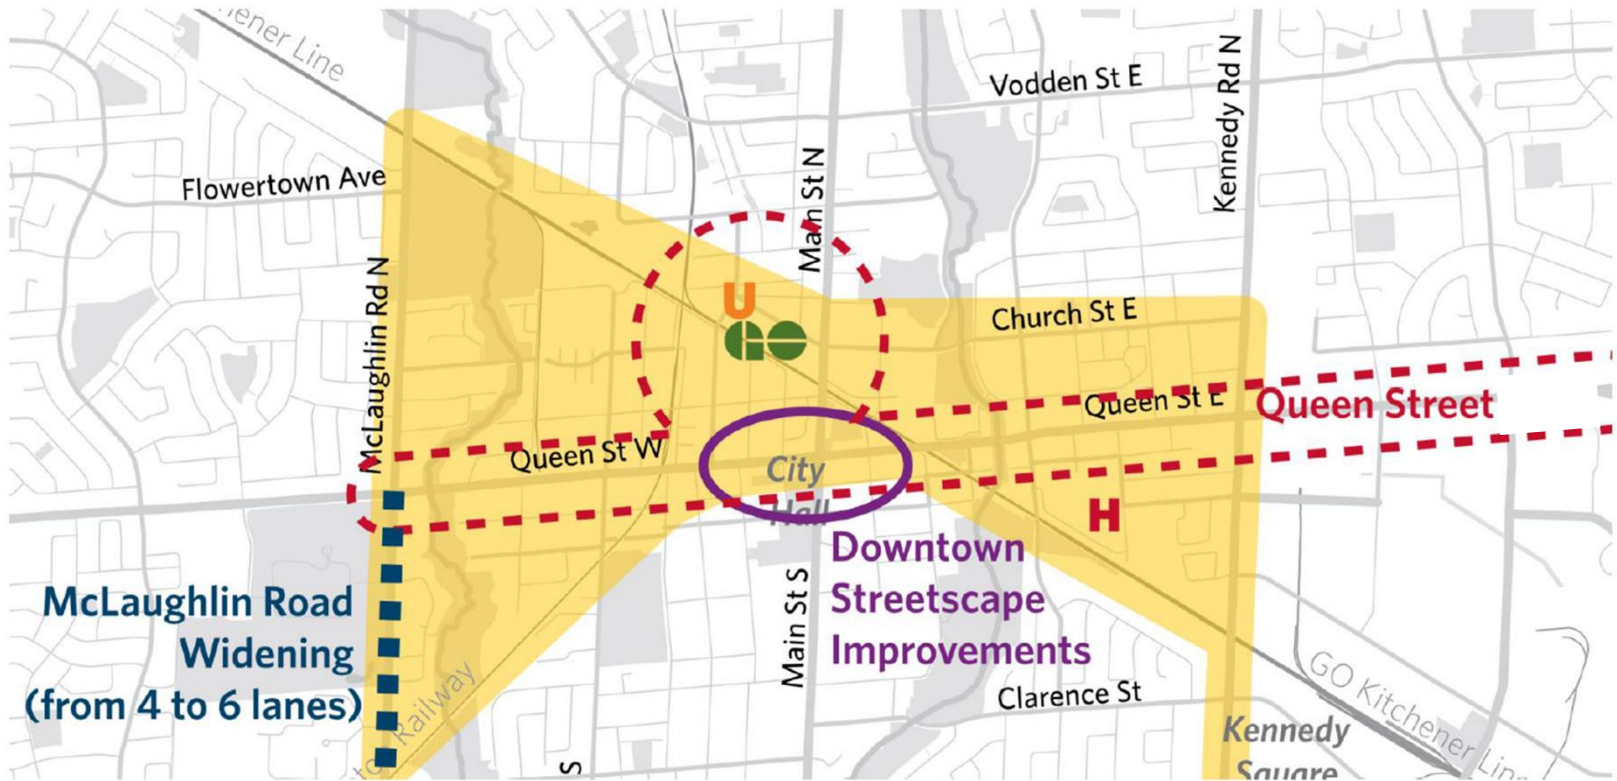 ener Line
Vodden St E
Kennedy Rd N
Flowertown Ave
Main St N
McLaughlin Rd N
U
GO
Church St E
Queen St E
Queen Street
Queen St W
City
Hall
H
Downtown
Streetscape
Improvements
McLaughlin Road
Widening
(from 4 to 6 lanes)
Main St S
Clarence St
Railway
GO Kitchener Line
Kennedy
Square
S